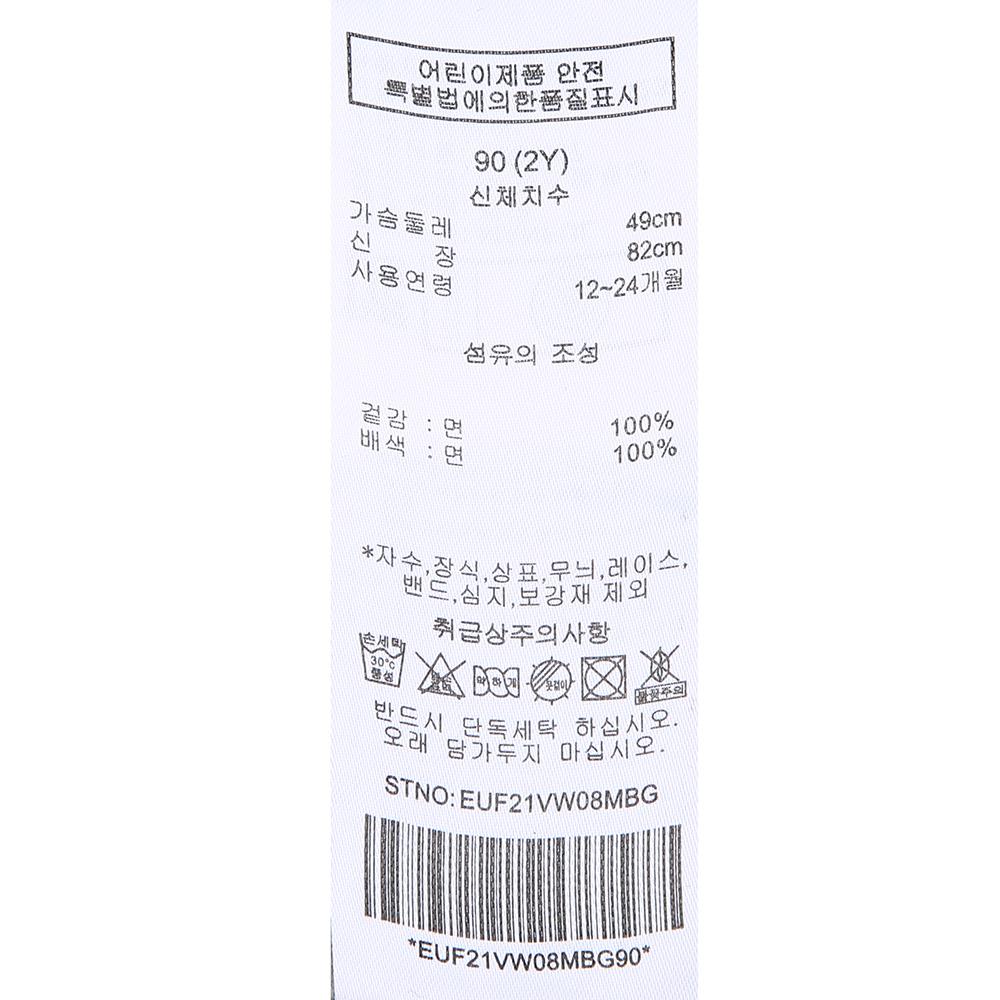 어린이제품 안전
특별법에의한품질표시
90 (2Y)
신체치수
가슴둘레 49cm
신 장 82cm
사용연령 12~24개월
섬유의 조성
겉감 : 면 100%
배색 : 면 100%
*자수,장식,상표,무늬,레이스,
밴드,심지,보강재 제외
취급상주의사항
손세탁
30℃
중성
약하게
옷걸이
반드시 단독세탁 하십시오.
오래 담가두지 마십시오.
STNO:EUF21VW08MBG
*EUF21VW08MBG90*